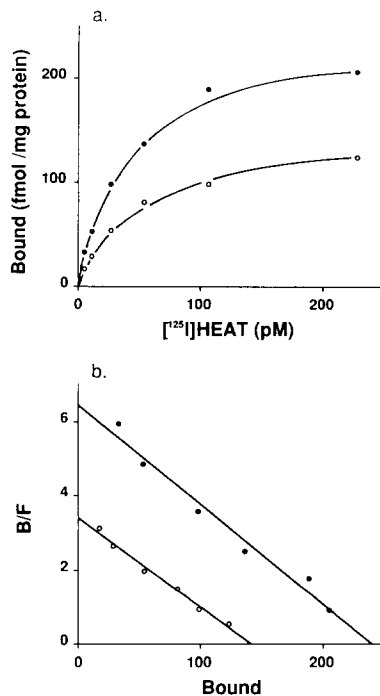 a.
Bound (fmol /mg protein)
200
100
0
0
100
200
[¹²⁵I]HEAT (pM)
b.
B/F
6
4
2
0
0
100
200
Bound